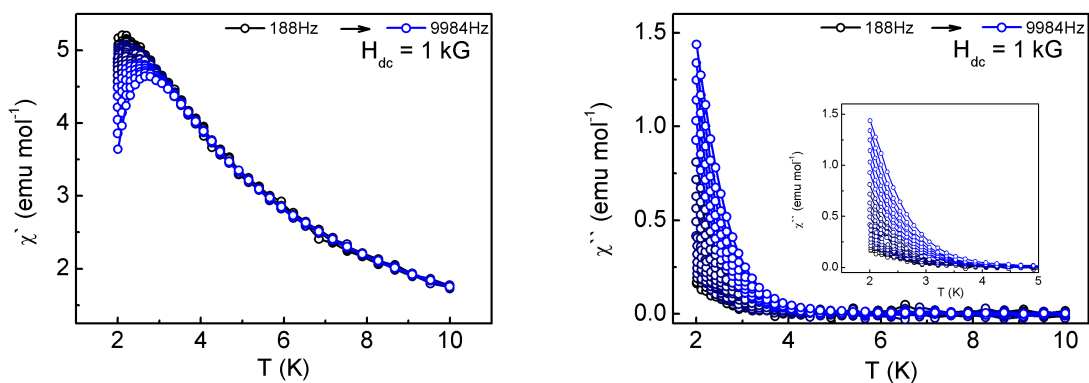 188Hz 9984Hz
H_dc = 1 kG
χ` (emu mol⁻¹)
5
4
3
2
2 4 6 8 10
T (K)
188Hz 9984Hz
H_dc = 1 kG
χ`` (emu mol⁻¹)
1.5
1.0
0.5
0.0
2 4 6 8 10
T (K)
χ`` (emu mol⁻¹)
1.5
1.0
0.5
0.0
2 3 4 5
T (K)